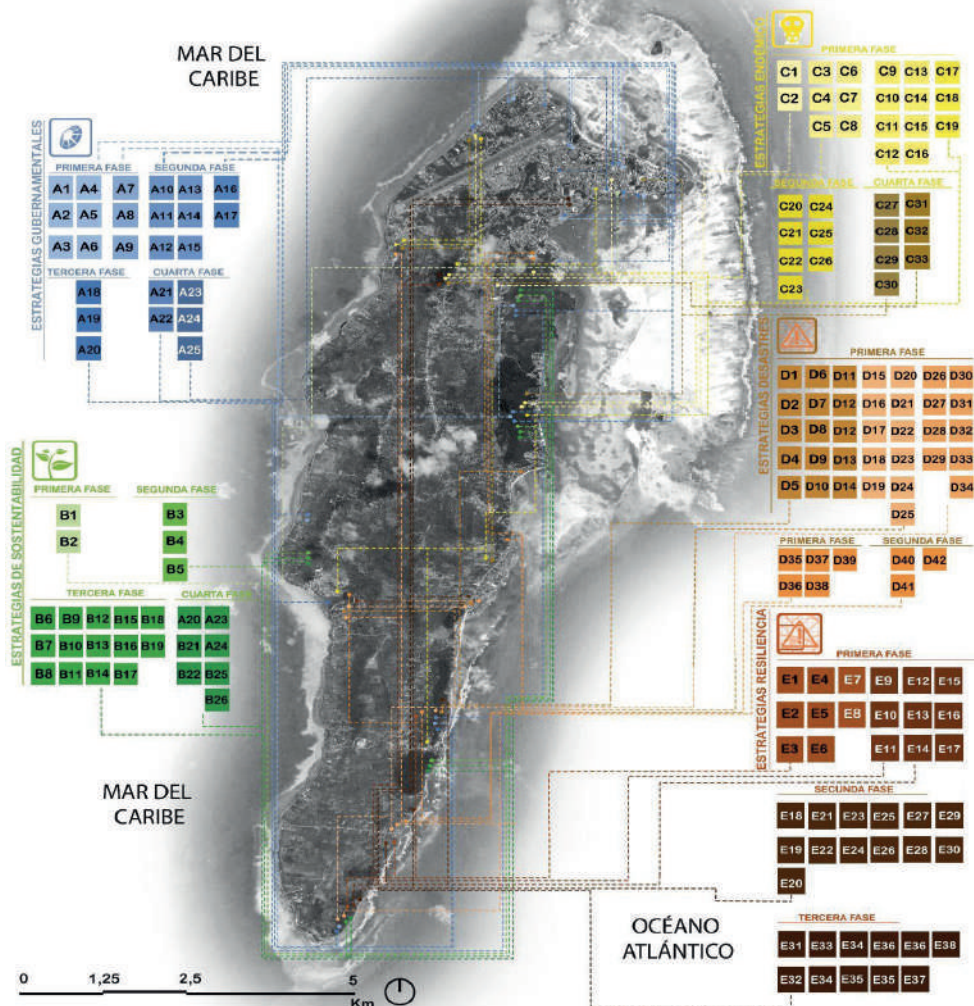 MAR DEL
CARIBE
ESTRATEGIAS GUBERNAMENTALES
PRIMERA FASE
A1 A4 A7
A2 A5 A8
A3 A6 A9
SEGUNDA FASE
A10 A13 A16
A11 A14 A17
A12 A15
TERCERA FASE
A18
A19
A20
CUARTA FASE
A21 A23
A22 A24
A25
ESTRATEGIAS DE SOSTENTABILIDAD
PRIMERA FASE
B1
B2
SEGUNDA FASE
B3
B4
B5
TERCERA FASE
B6 B9 B12 B15 B18
B7 B10 B13 B16 B19
B8 B11 B14 B17
CUARTA FASE
A20 A23
B21 A24
B22 B25
B26
MAR DEL
CARIBE
0 1,25 2,5 5
Km
ESTRATEGIAS ENDÉMICO
PRIMERA FASE
C1 C3 C6 C9 C13 C17
C2 C4 C7 C10 C14 C18
C5 C8 C11 C15 C19
C12 C16
SEGUNDA FASE
C20 C24
C21 C25
C22 C26
C23
CUARTA FASE
C27 C31
C28 C32
C29 C33
C30
ESTRATEGIAS DESASTRES
PRIMERA FASE
D1 D6 D11 D15 D20 D26 D30
D2 D7 D12 D16 D21 D27 D31
D3 D8 D12 D17 D22 D28 D32
D4 D9 D13 D18 D23 D29 D33
D5 D10 D14 D19 D24 D34
D25
PRIMERA FASE
D35 D37 D39
D36 D38
SEGUNDA FASE
D40 D42
D41
ESTRATEGIAS RESILIENCIA
PRIMERA FASE
E1 E4 E7 E9 E12 E15
E2 E5 E8 E10 E13 E16
E3 E6 E11 E14 E17
SECUNDA FASE
E18 E21 E23 E25 E27 E29
E19 E22 E24 E26 E28 E30
E20
TERCERA FASE
E31 E33 E34 E36 E36 E38
E32 E34 E35 E35 E37
OCÉANO
ATLÁNTICO